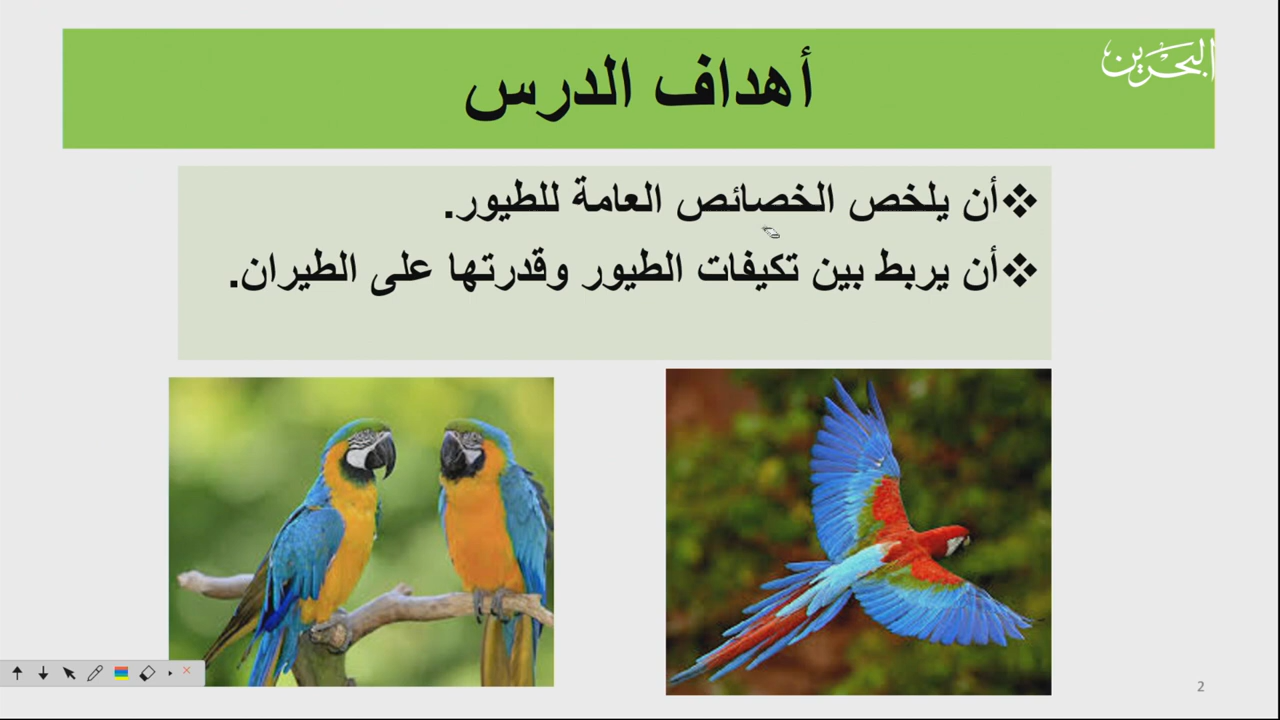 البحرين
أهداف الدرس
❖أن يلخص الخصائص العامة للطيور.
❖أن يربط بين تكيفات الطيور وقدرتها على الطيران.
2